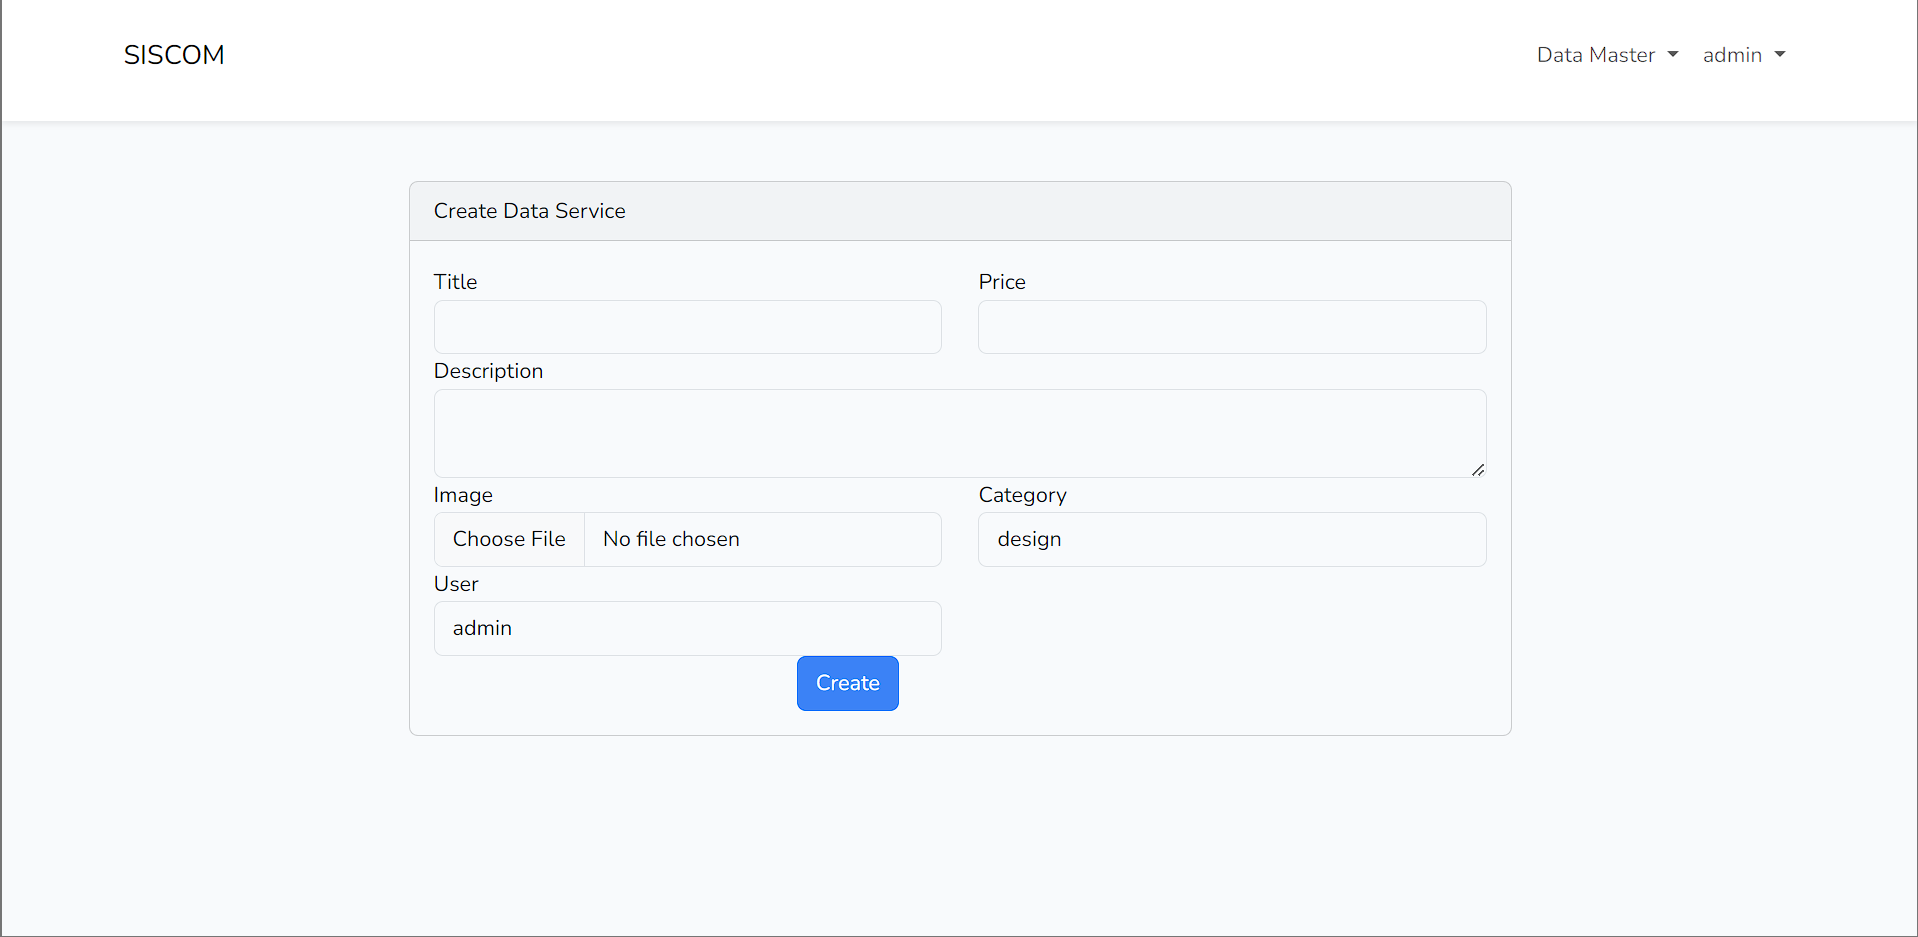 SISCOM
Data Master
admin
Create Data Service
Title
Price
Description
Image
Category
Choose File
No file chosen
design
User
admin
Create